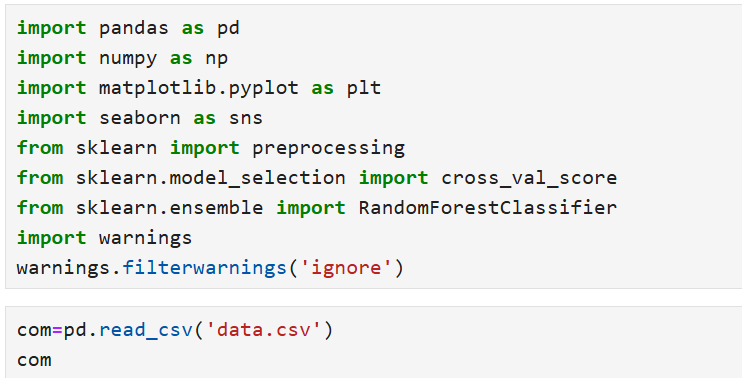 import pandas as pd
import numpy as np
import matplotlib.pyplot as plt
import seaborn as sns
from sklearn import preprocessing
from sklearn.model_selection import cross_val_score
from sklearn.ensemble import RandomForestClassifier
import warnings
warnings.filterwarnings('ignore')
com=pd.read_csv('data.csv')
com